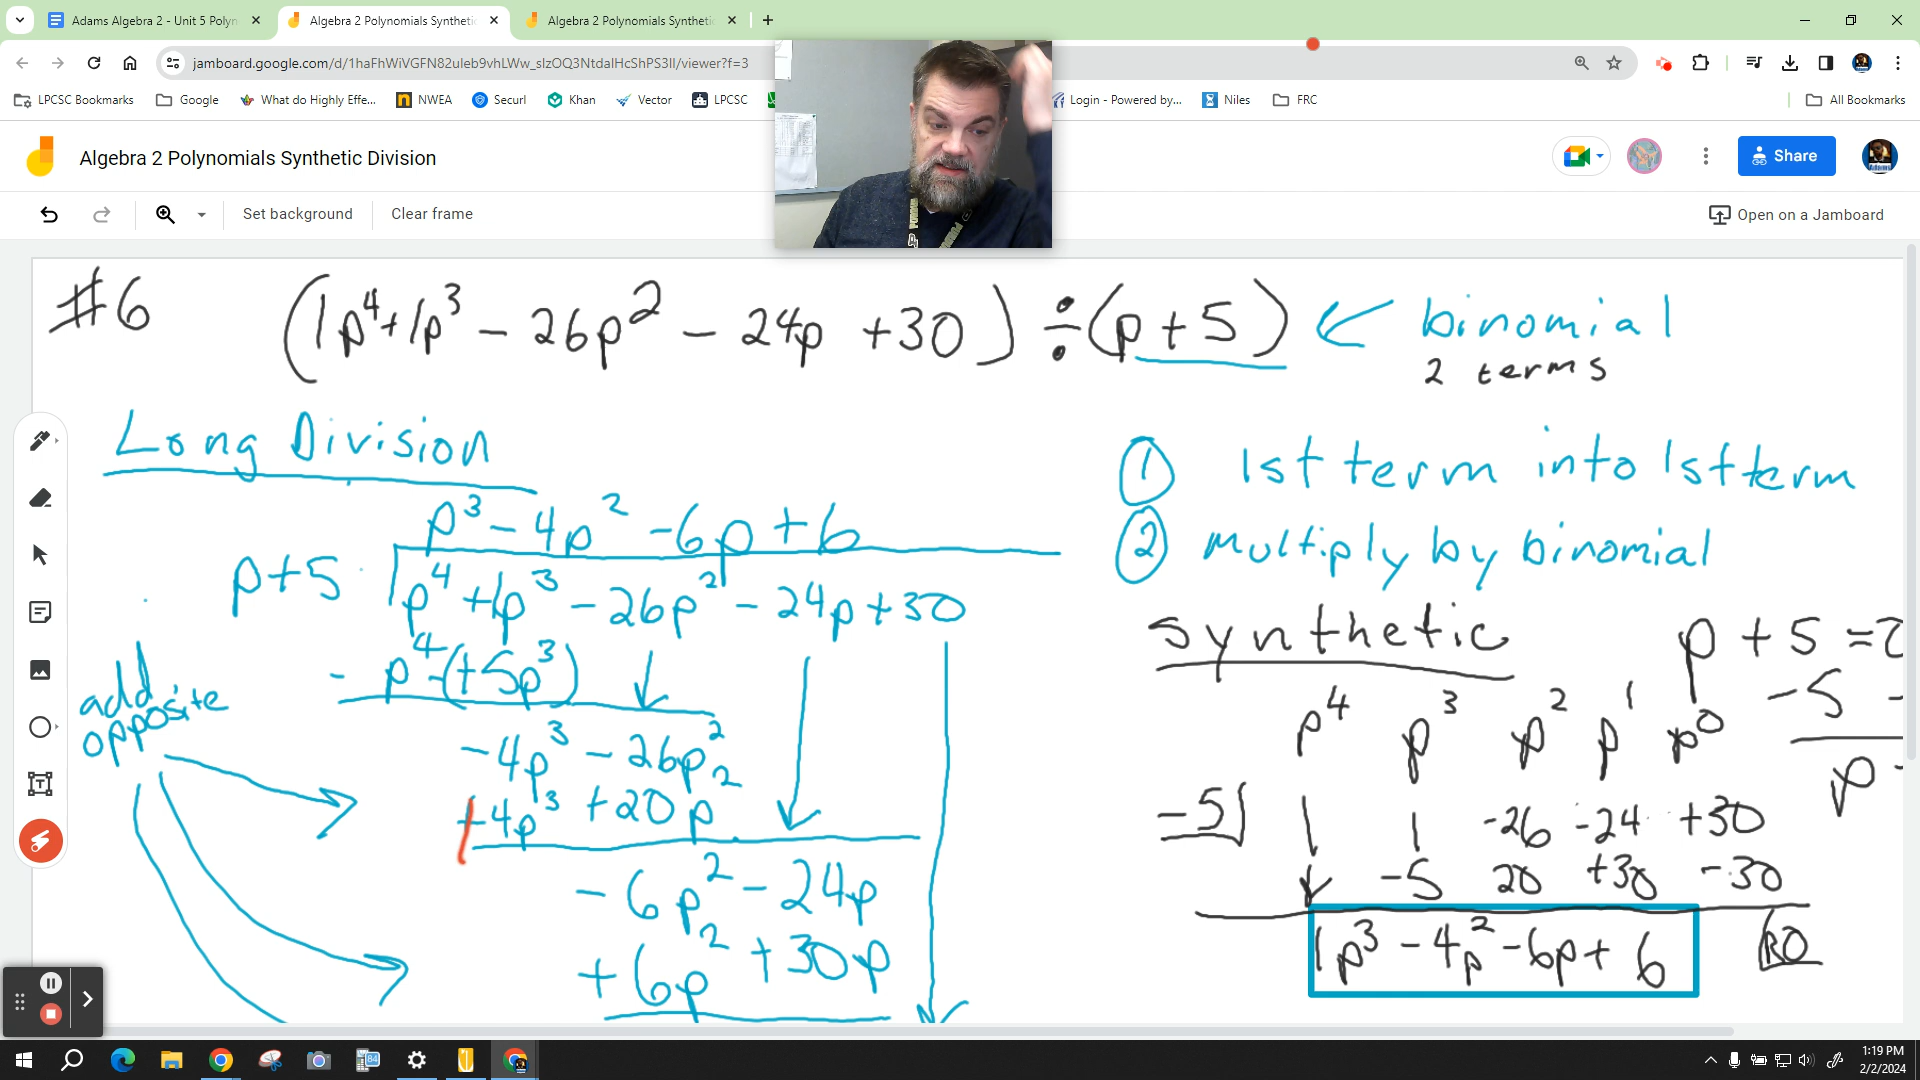 Adams Algebra 2 - Unit 5 Polyn
Algebra 2 Polynomials Synthetic
Algebra 2 Polynomials Synthetic
jamboard.google.com/d/1haFhWiVGFN82uleb9vhLWw_slzOQ3NtdalHcShPS3lI/viewer?f=3
LPCSC Bookmarks
Google
What do Highly Effe...
NWEA
Securl
Khan
Vector
LPCSC
Login - Powered by...
Niles
FRC
All Bookmarks
Algebra 2 Polynomials Synthetic Division
Share
Set background
Clear frame
Open on a Jamboard
#6 (1p⁴+1p³ - 26p² - 24p +30) ÷ (p+5) ← binomial
2 terms
Long Division
① 1st term into 1st term
p³ - 4p² - 6p + 6
② multiply by binomial
p+5 p⁴ +1p³ - 26p² - 24p + 30
synthetic
p + 5 =
- p⁴ -(+5p³)
-5
add
opposite
p⁴ p³ p² p¹ p⁰
p
-4p³ - 26p²
+4p³ +20p²
-5 1 1 -26 -24 +30
-5 20 +30 -30
-6p² - 24p
1p³ - 4p² - 6p + 6 R0
+6p² +30p
84
1:19 PM
2/2/2024